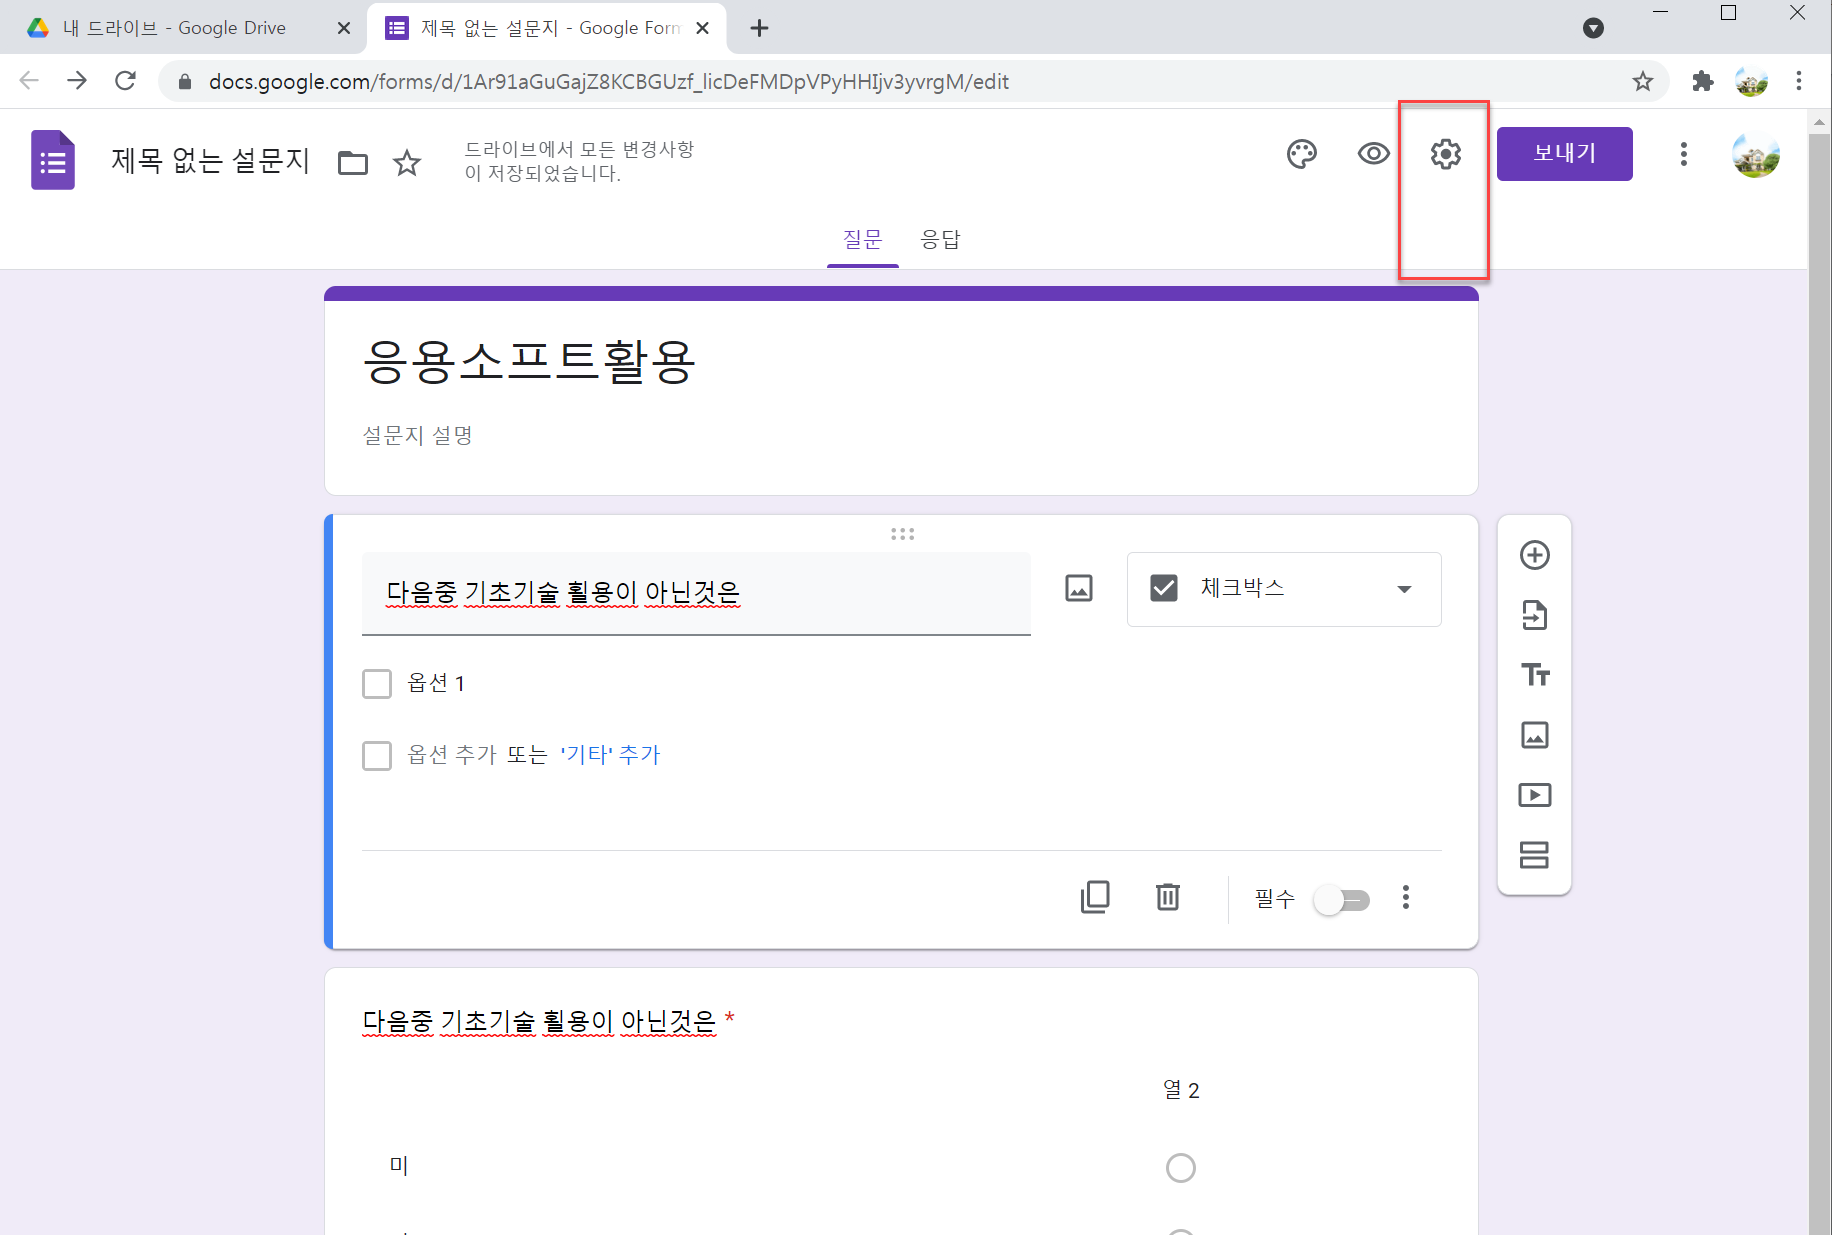 내 드라이브 - Google Drive
제목 없는 설문지 - Google Form
docs.google.com/forms/d/1Ar91aGuGajZ8KCBGUzf_licDeFMDpVPyHHIjv3yvrgM/edit
제목 없는 설문지
드라이브에서 모든 변경사항
이 저장되었습니다.
보내기
질문 응답
응용소프트활용
설문지 설명
다음중 기초기술 횔용이 아닌것은
체크박스
옵션 1
옵션 추가 또는 '기타' 추가
필수
다음중 기초기술 횔용이 아닌것은 *
열 2
미